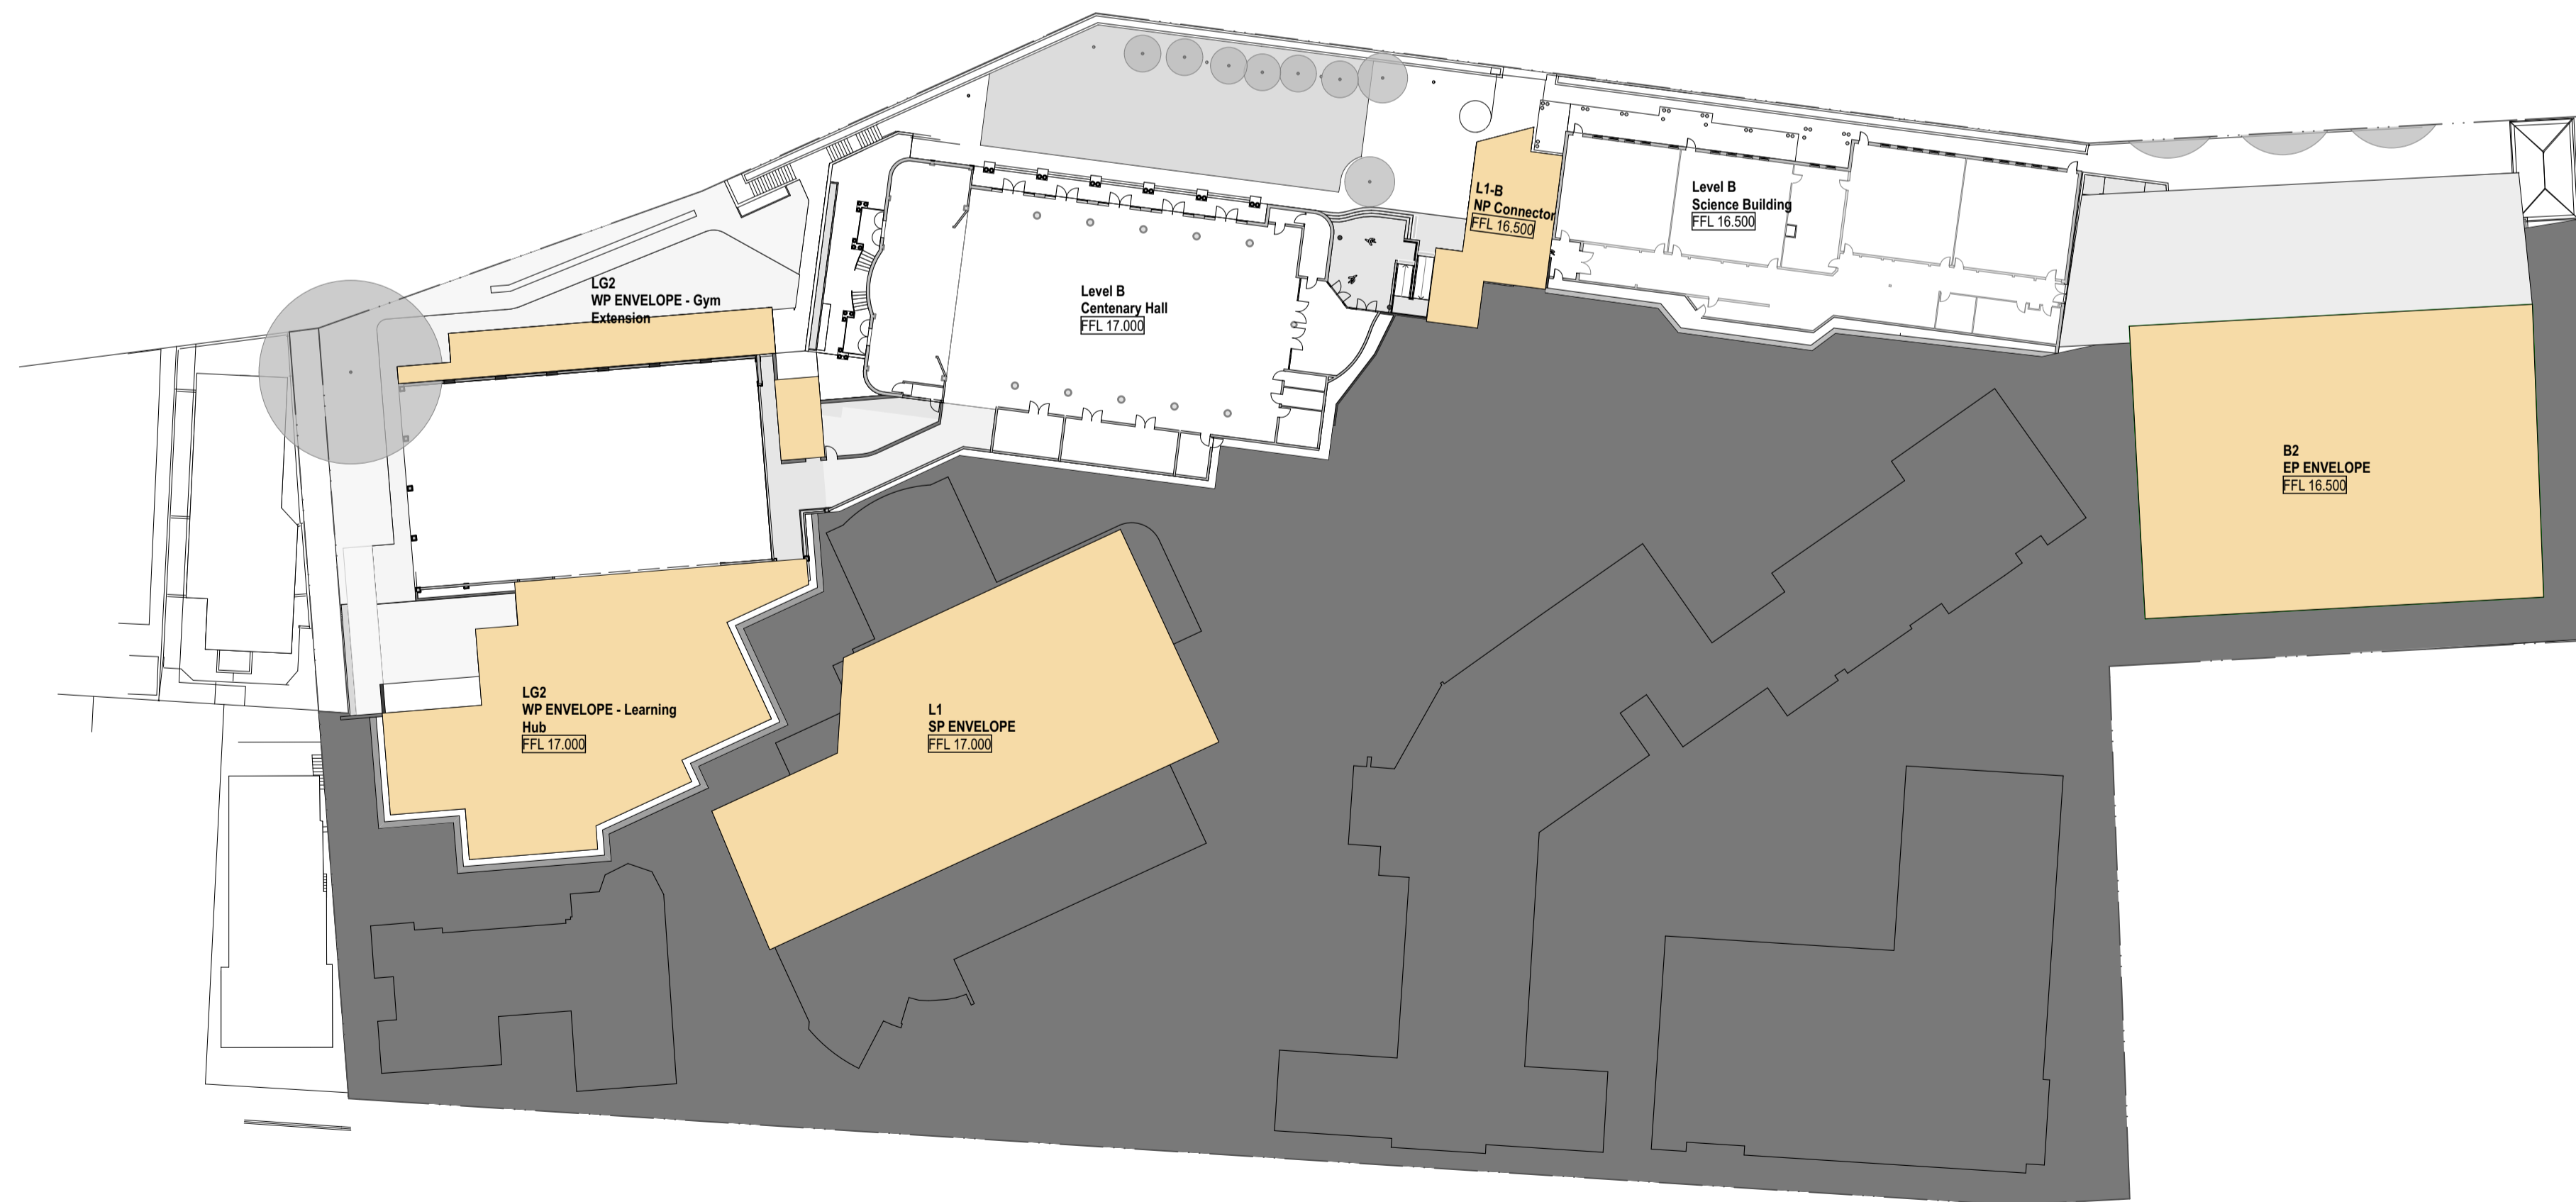 L1-B
NP Connector
FFL 16.500
Level B
Science Building
FFL 16.500
LG2
WP ENVELOPE - Gym
Extension
Level B
Centenary Hall
FFL 17.000
B2
EP ENVELOPE
FFL 16.500
LG2
WP ENVELOPE - Learning
Hub
FFL 17.000
L1
SP ENVELOPE
FFL 17.000